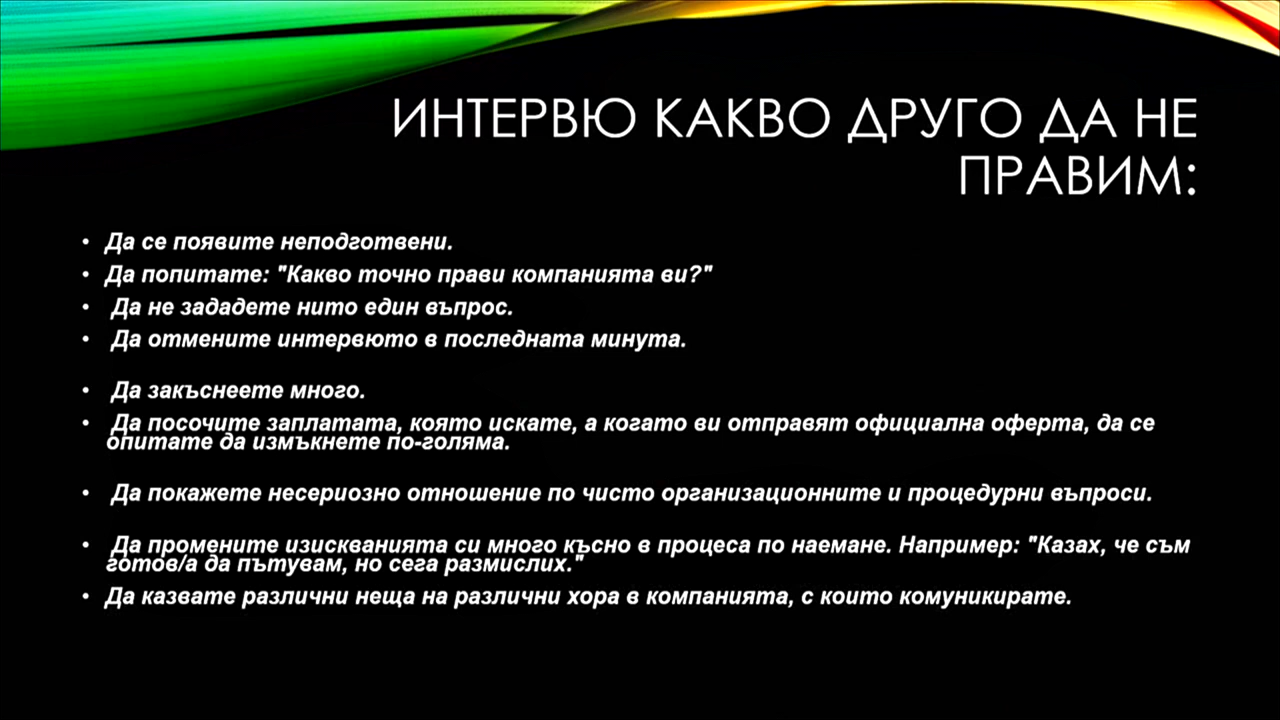 ИНТЕРВЮ КАКВО ДРУГО ДА НЕ
ПРАВИМ:
• Да се появите неподготвени.
• Да попитате: "Какво точно прави компанията ви?"
• Да не зададете нито един въпрос.
• Да отмените интервюто в последната минута.
• Да закъснеете много.
• Да посочите заплатата, която искате, а когато ви отправят официална оферта, да се
опитате да измъкнете по-голяма.
• Да покажете несериозно отношение по чисто организационните и процедурни въпроси.
• Да промените изискванията си много късно в процеса по наемане. Например: "Казах, че съм
готов/а да пътувам, но сега размислих."
• Да казвате различни неща на различни хора в компанията, с които комуникирате.